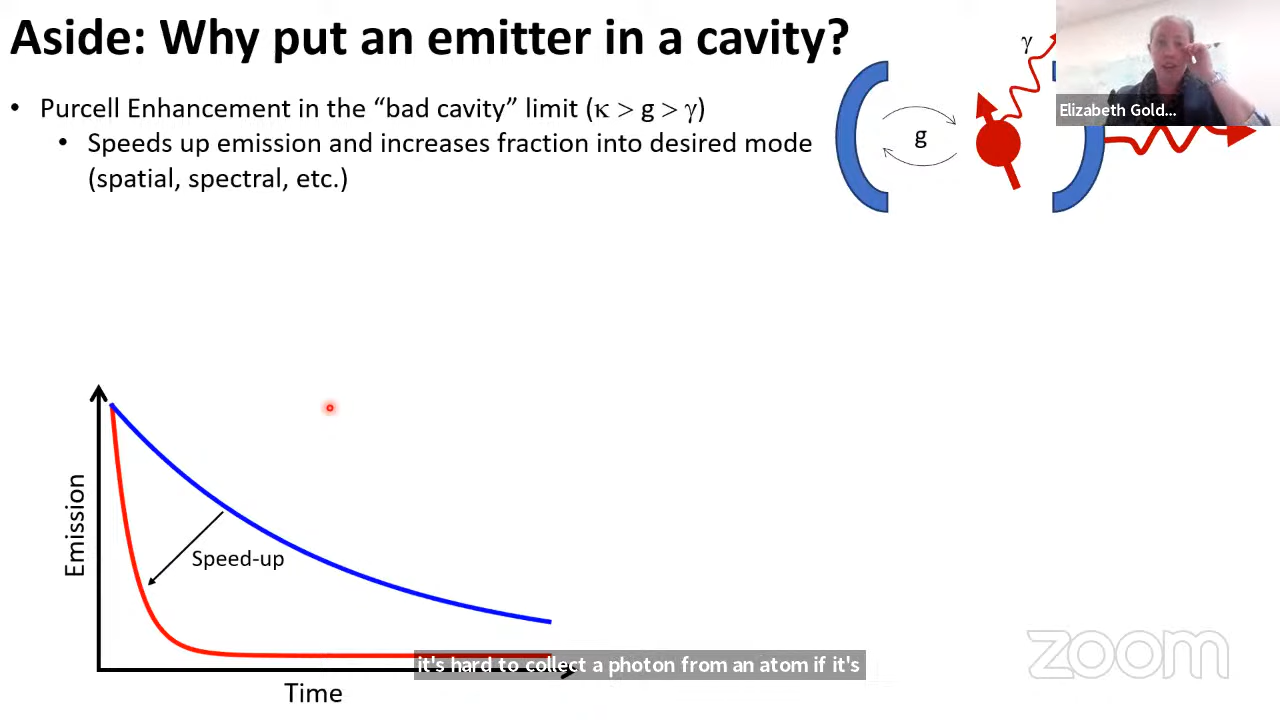 Aside: Why put an emitter in a cavity?
γ
Elizabeth Gold...
• Purcell Enhancement in the “bad cavity” limit (κ > g > γ)
• Speeds up emission and increases fraction into desired mode
(spatial, spectral, etc.)
g
Emission
Speed-up
Time
it's hard to collect a photon from an atom if it's
zoom